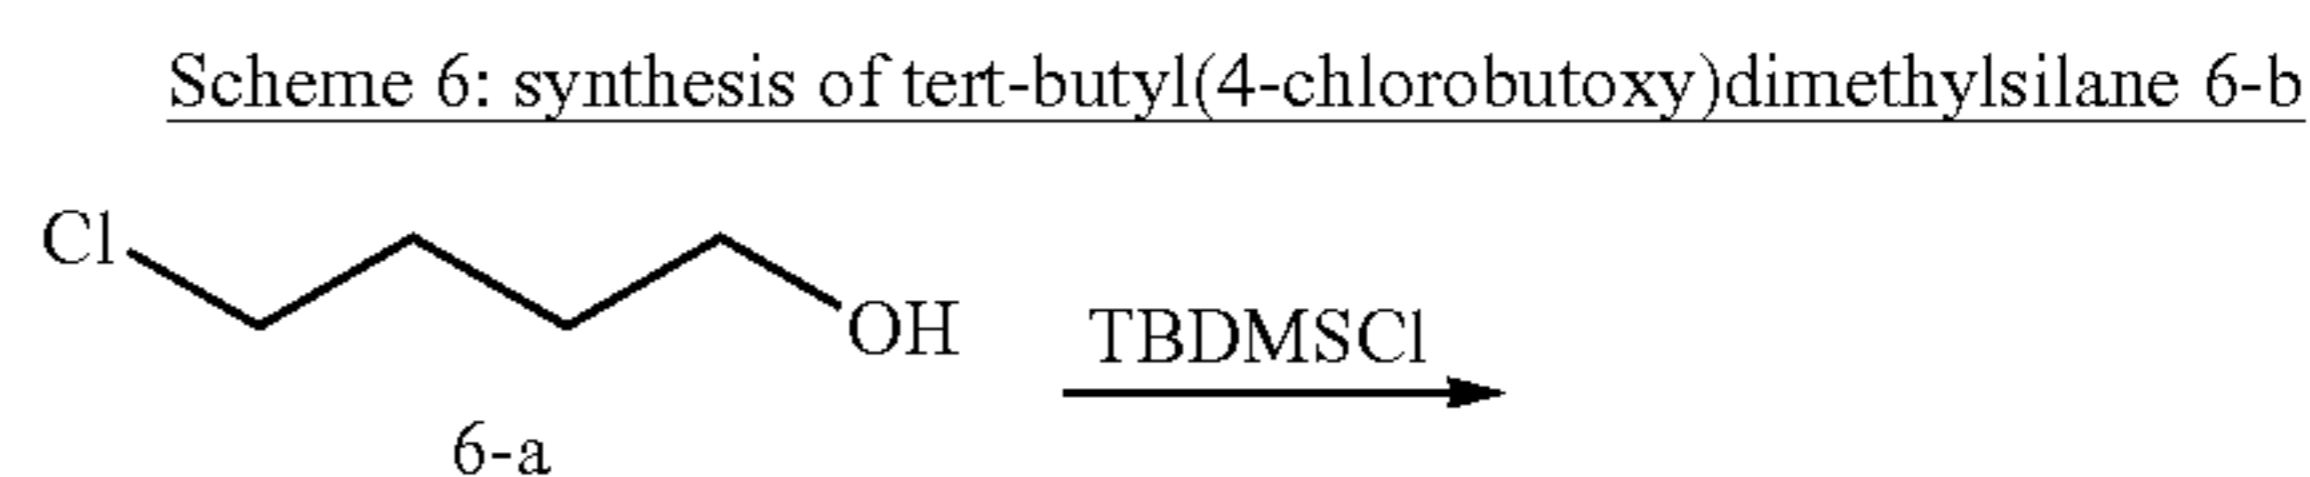 Scheme 6: synthesis of tert-butyl(4-chlorobutoxy)dimethylsilane 6-b
Cl
OH
TBDMSCl
6-a